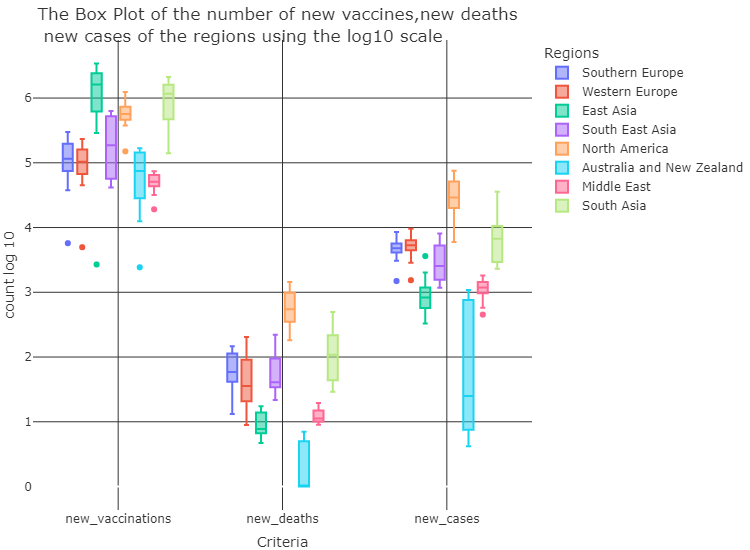 The Box Plot of the number of new vaccines,new deaths
new cases of the regions using the log10 scale
Regions
Southern Europe
Western Europe
East Asia
South East Asia
North America
Australia and New Zealand
Middle East
South Asia
count log 10
6
5
4
3
2
1
0
new_vaccinations
new_deaths
new_cases
Criteria